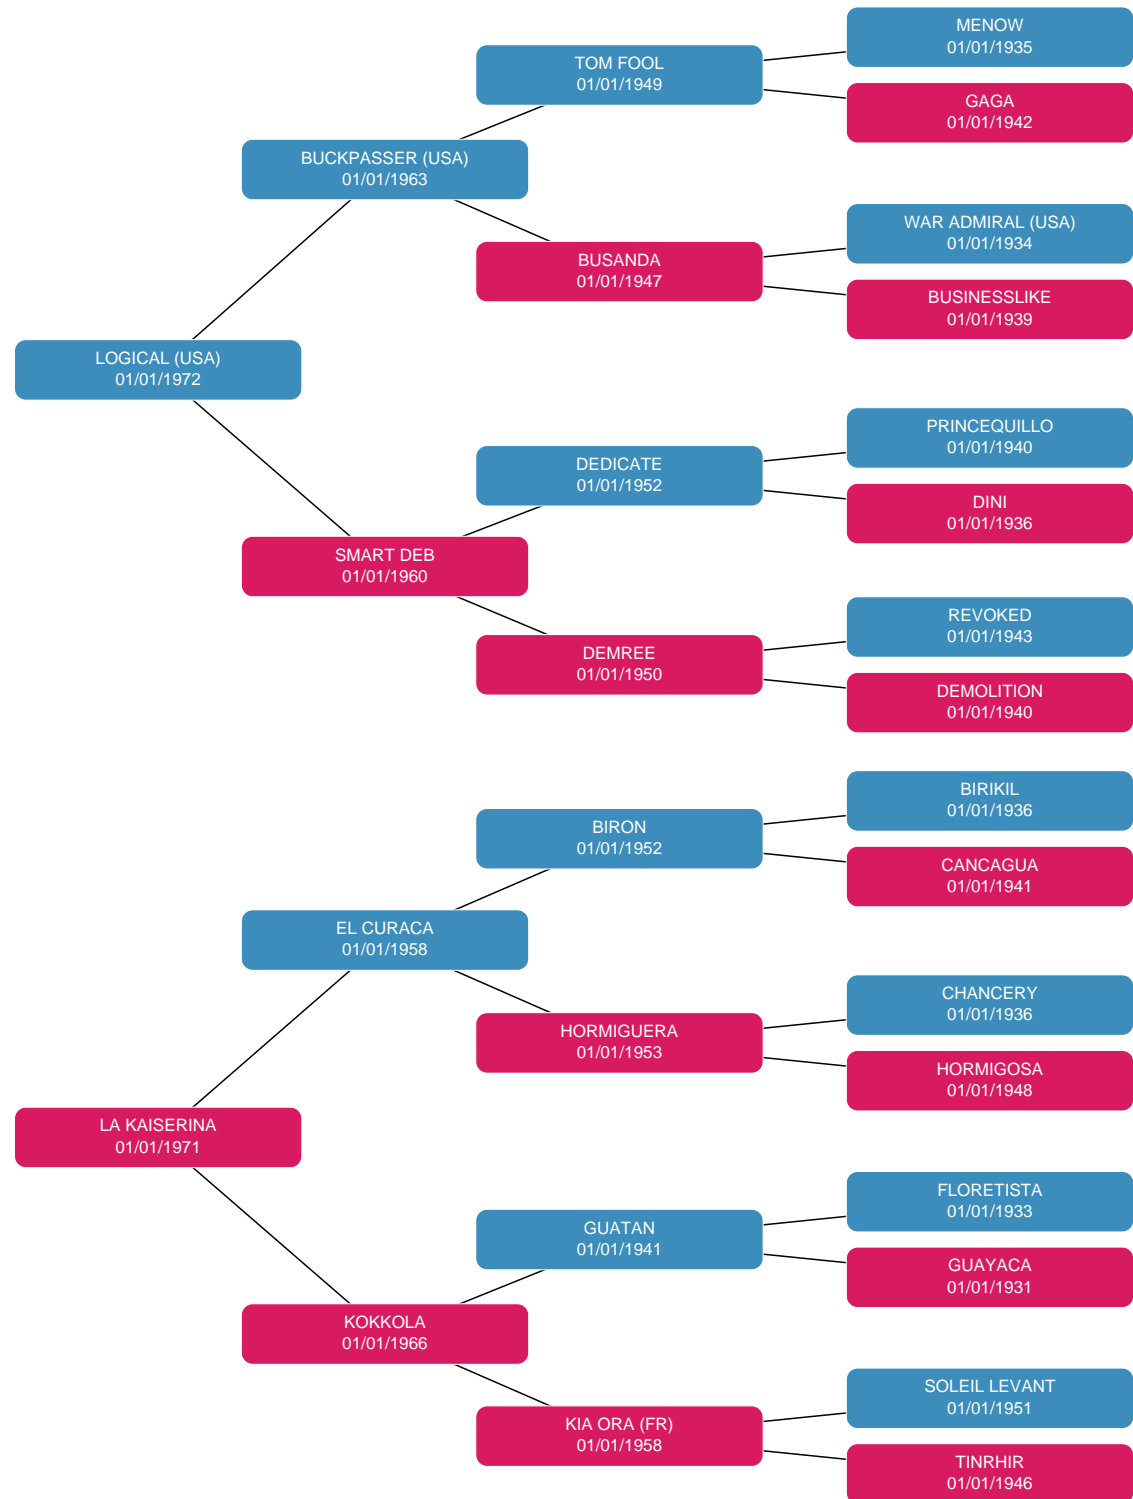 MENOW
01/01/1935
TOM FOOL
01/01/1949
GAGA
01/01/1942
BUCKPASSER (USA)
01/01/1963
WAR ADMIRAL (USA)
01/01/1934
BUSANDA
01/01/1947
BUSINESSLIKE
01/01/1939
LOGICAL (USA)
01/01/1972
PRINCEQUILLO
01/01/1940
DEDICATE
01/01/1952
DINI
01/01/1936
SMART DEB
01/01/1960
REVOKED
01/01/1943
DEMREE
01/01/1950
DEMOLITION
01/01/1940
BIRIKIL
01/01/1936
BIRON
01/01/1952
CANCAGUA
01/01/1941
EL CURACA
01/01/1958
CHANCERY
01/01/1936
HORMIGUERA
01/01/1953
HORMIGOSA
01/01/1948
LA KAISERINA
01/01/1971
FLORETISTA
01/01/1933
GUATAN
01/01/1941
GUAYACA
01/01/1931
KOKKOLA
01/01/1966
SOLEIL LEVANT
01/01/1951
KIA ORA (FR)
01/01/1958
TINRHIR
01/01/1946